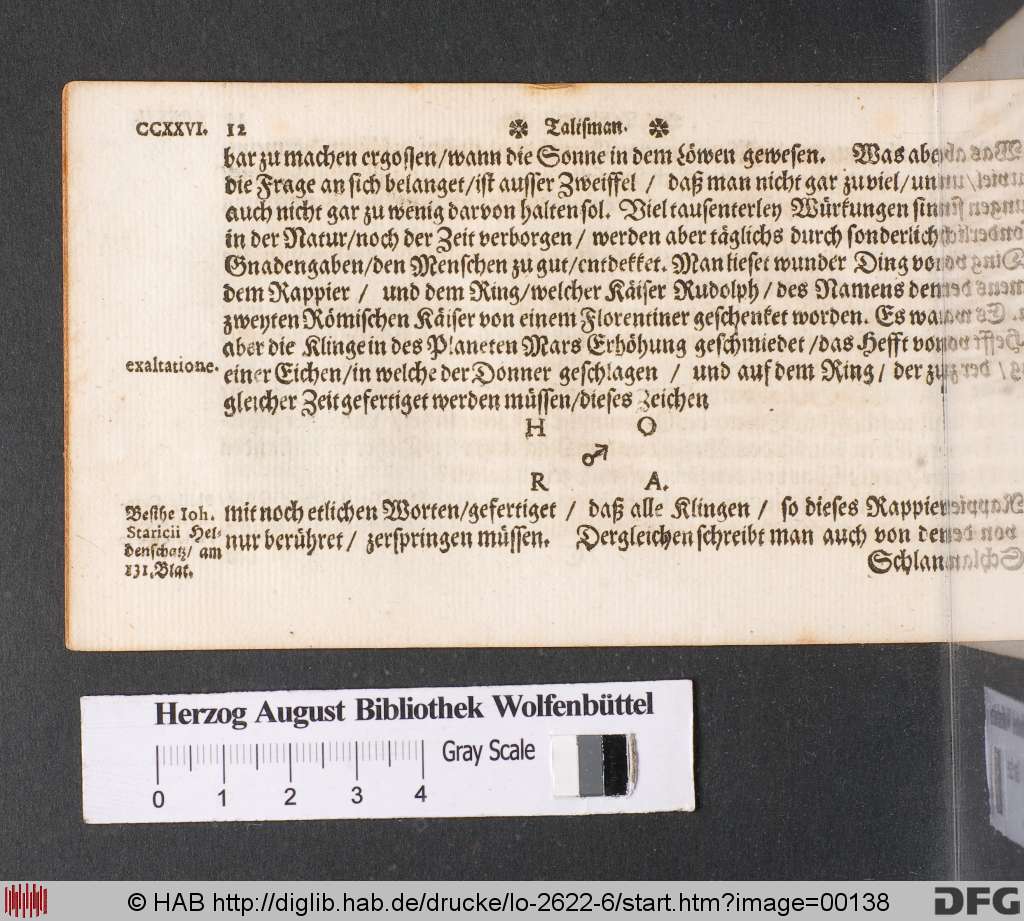 CCXXVI. 12 Talisman.
bar zu machen ergossen/wann die Sonne in dem Löwen gewesen. Was aber
die Frage an sich belanget/ist ausser Zweiffel / daß man nicht gar zu viel/un
auch nicht gar zu wenig darvon halten sol. Viel tausenterley Würkungen sin
in der Natur/noch der Zeit verborgen / werden aber täglichs durch sonderlich
Gnadengaben/den Menschen zu gut/entdekket. Man lieset wunder Ding von
dem Rappier / und dem Ring/welcher Käiser Rudolph / des Namens dem
zweyten Römischen Käiser von einem Florentiner geschenket worden. Es war
aber die Klinge in des Planeten Mars Erhöhung geschmiedet /das Hefft von
exaltatione. einer Eichen/in welche der Donner geschlagen / und auf dem Ring / der zu
gleicher Zeit gefertiget werden müssen/dieses Zeichen
H O
♂
R A.
mit noch etlichen Worten/gefertiget / daß alle Klingen / so dieses Rappier
nur berühret / zerspringen müssen. Dergleichen schreibt man auch von den
Schlan
Besihe Ioh.
Staricii Hel-
denschatz/ am
131. Blat.
Herzog August Bibliothek Wolfenbüttel
Gray Scale
0 1 2 3 4
© HAB http://diglib.hab.de/drucke/lo-2622-6/start.htm?image=00138
DFG